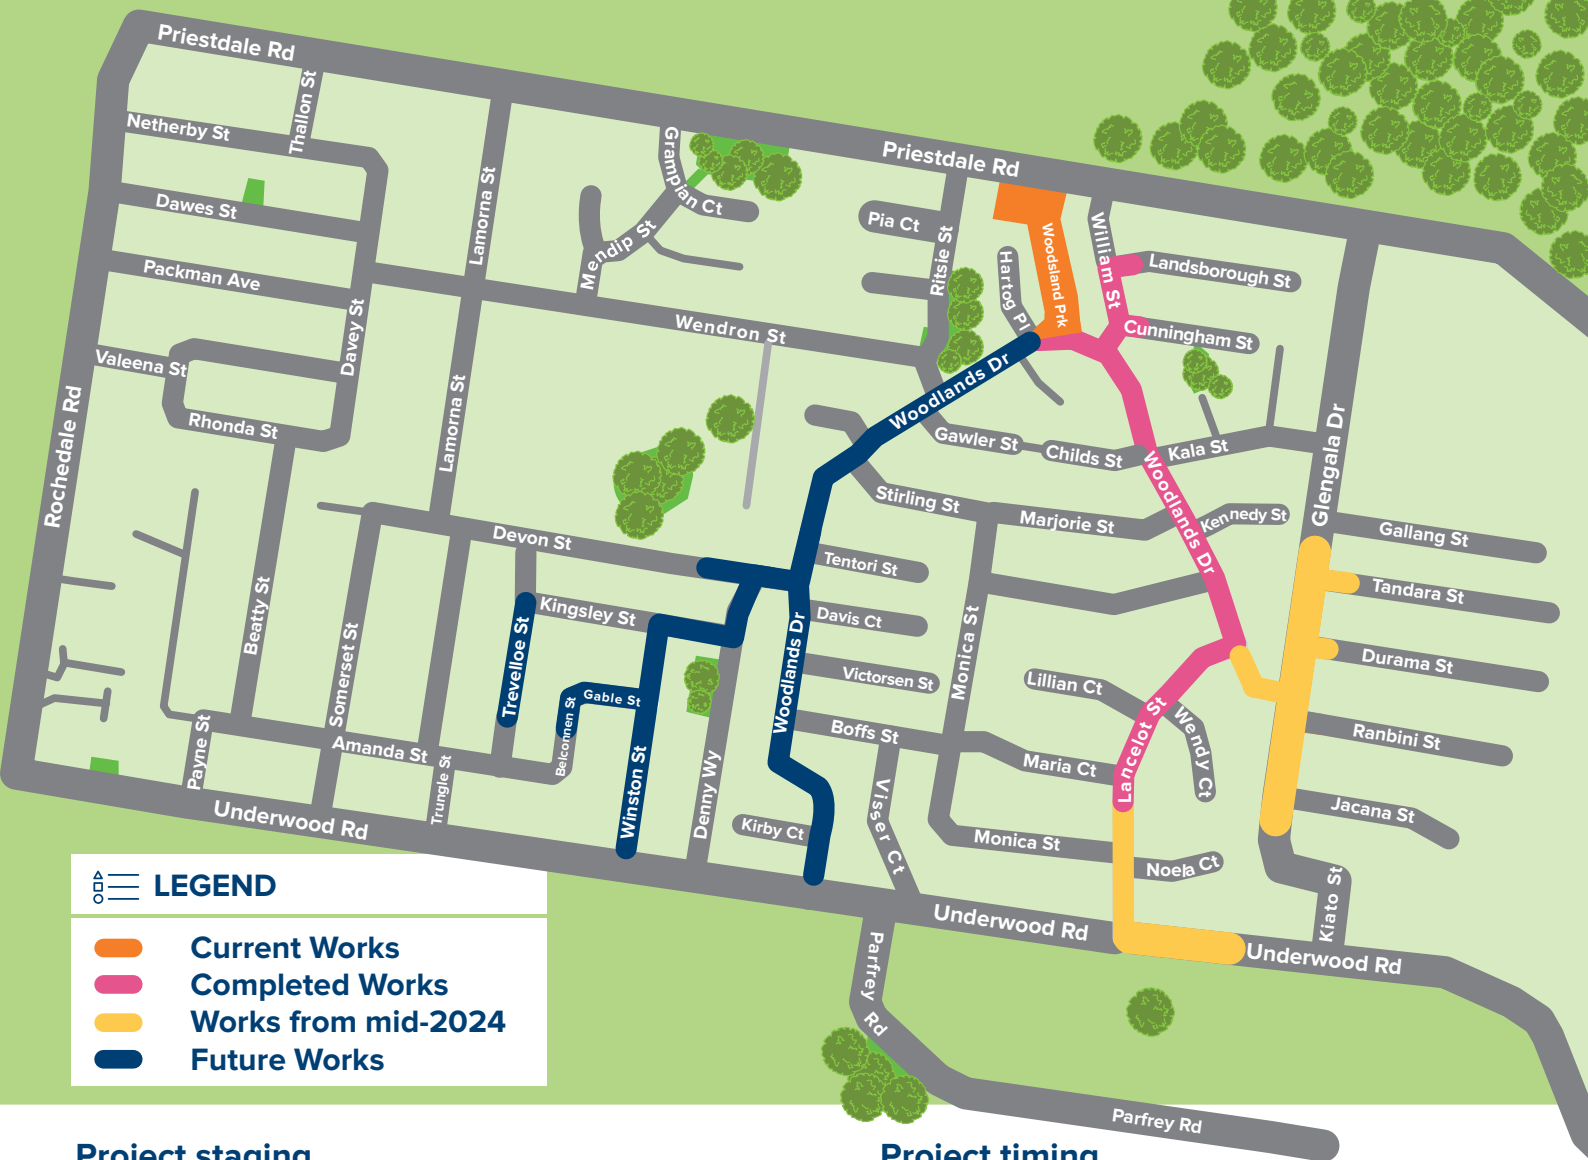 Priestdale Rd
Thallon St
Netherby St
Dawes St
Packman Ave
Valeena St
Rhonda St
Davey St
Lamorna St
Lamorna St
Grampian Ct
Mendip St
Wendron St
Priestdale Rd
Pia Ct
Ritsie St
Hartog Pl
Woodsland Prk
William St
Landsborough St
Cunningham St
Woodlands Dr
Gawler St
Childs St
Kala St
Glengala Dr
Rochedale Rd
Stirling St
Marjorie St
Kennedy St
Woodlands Dr
Gallang St
Tandara St
Durama St
Ranbini St
Jacana St
Devon St
Tentori St
Kingsley St
Davis Ct
Victorsen St
Monica St
Beatty St
Somerset St
Trevelloe St
Gable St
Belconnen St
Woodlands Dr
Boffs St
Lillian Ct
Wendy Ct
Lancelot St
Maria Ct
Payne St
Amanda St
Trungle St
Winston St
Denny Wy
Kirby Ct
Visser Ct
Monica St
Noela Ct
Kiato St
Underwood Rd
Underwood Rd
Underwood Rd
Parfrey Rd
Parfrey Rd
LEGEND
Current Works
Completed Works
Works from mid-2024
Future Works
Project staging
Project timing